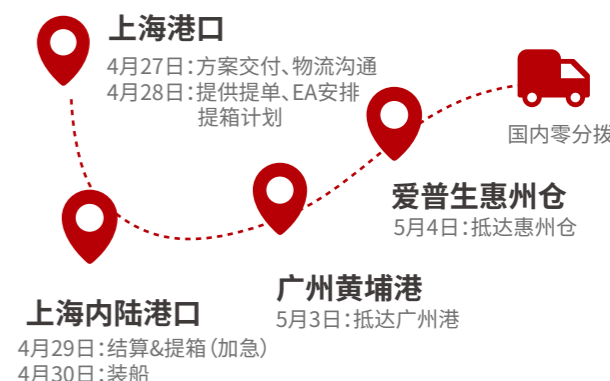 上海港口
4月27日：方案交付、物流沟通
4月28日：提供提单、EA安排
提箱计划
国内零分拨
爱普生惠州仓
5月4日：抵达惠州仓
广州黄埔港
5月3日：抵达广州港
上海内陆港口
4月29日：结算&提箱（加急）
4月30日：装船